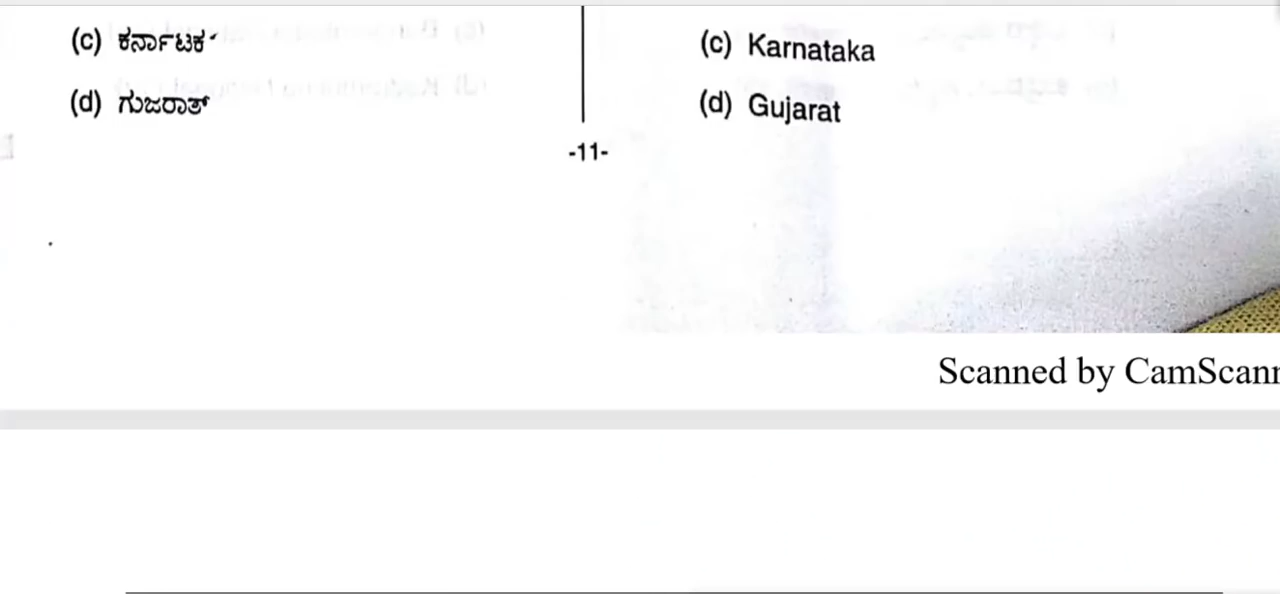 (c) ಕರ್ನಾಟಕ
(d) ಗುಜರಾತ್
(c) Karnataka
(d) Gujarat
-11-
Scanned by CamScann